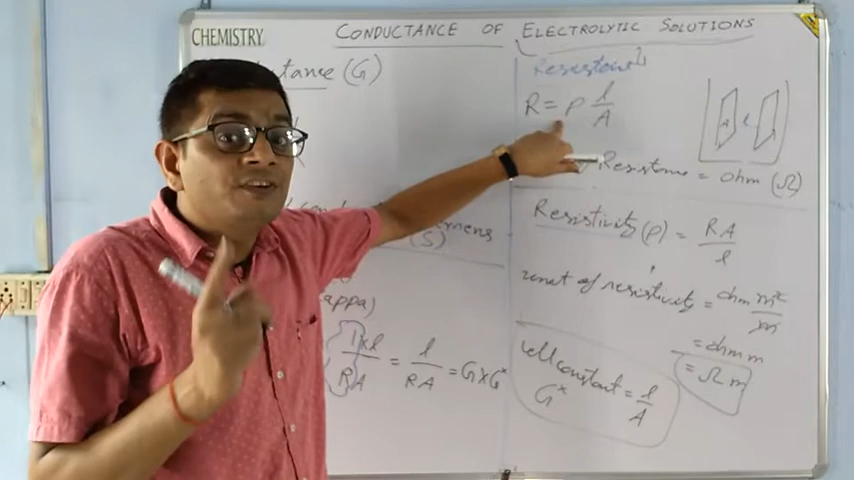 CHEMISTRY
CONDUCTANCE OF ELECTROLYTIC SOLUTIONS
tance (G)
(S)
appa)
1×l / RA = l / RA = G×G*
R = ρ l / A
A l
Resistance = ohm (Ω)
Resistivity (ρ) = RA / l
unit of resistivity = ohm m² / m
= ohm m
= Ω m
cell constant = l / A
G*